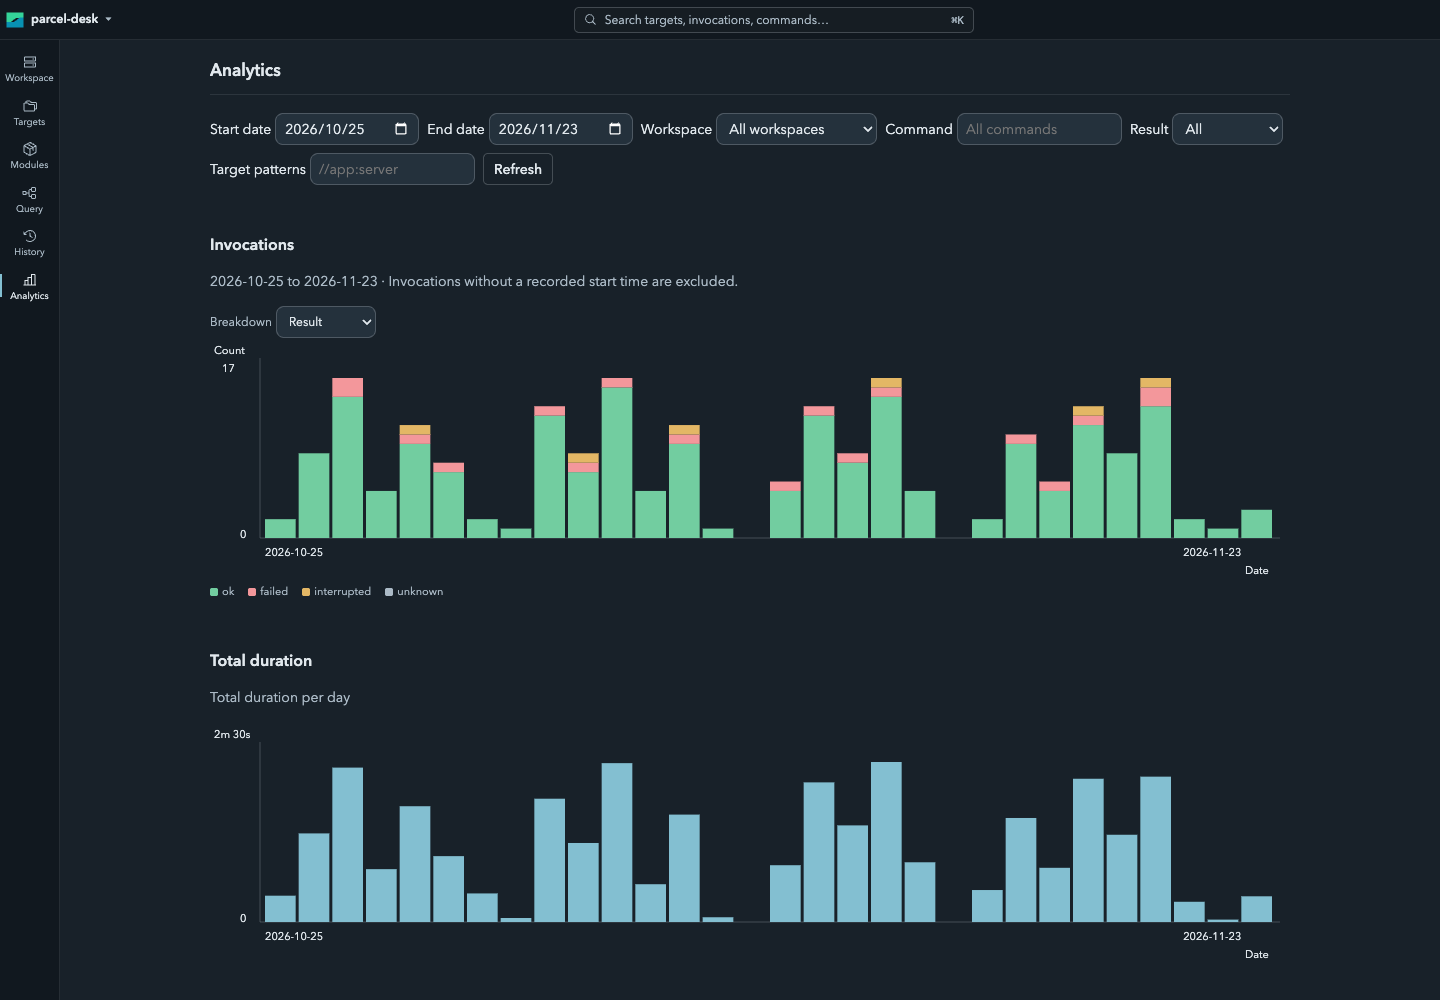 parcel-desk
Search targets, invocations, commands… ⌘K
Workspace
Targets
Modules
Query
History
Analytics
Analytics
Start date 2026/10/25 End date 2026/11/23 Workspace All workspaces Command All commands Result All
Target patterns //app:server Refresh
Invocations
2026-10-25 to 2026-11-23 · Invocations without a recorded start time are excluded.
Breakdown Result
Count
17
0
2026-10-25 2026-11-23
Date
ok failed interrupted unknown
Total duration
Total duration per day
2m 30s
0
2026-10-25 2026-11-23
Date